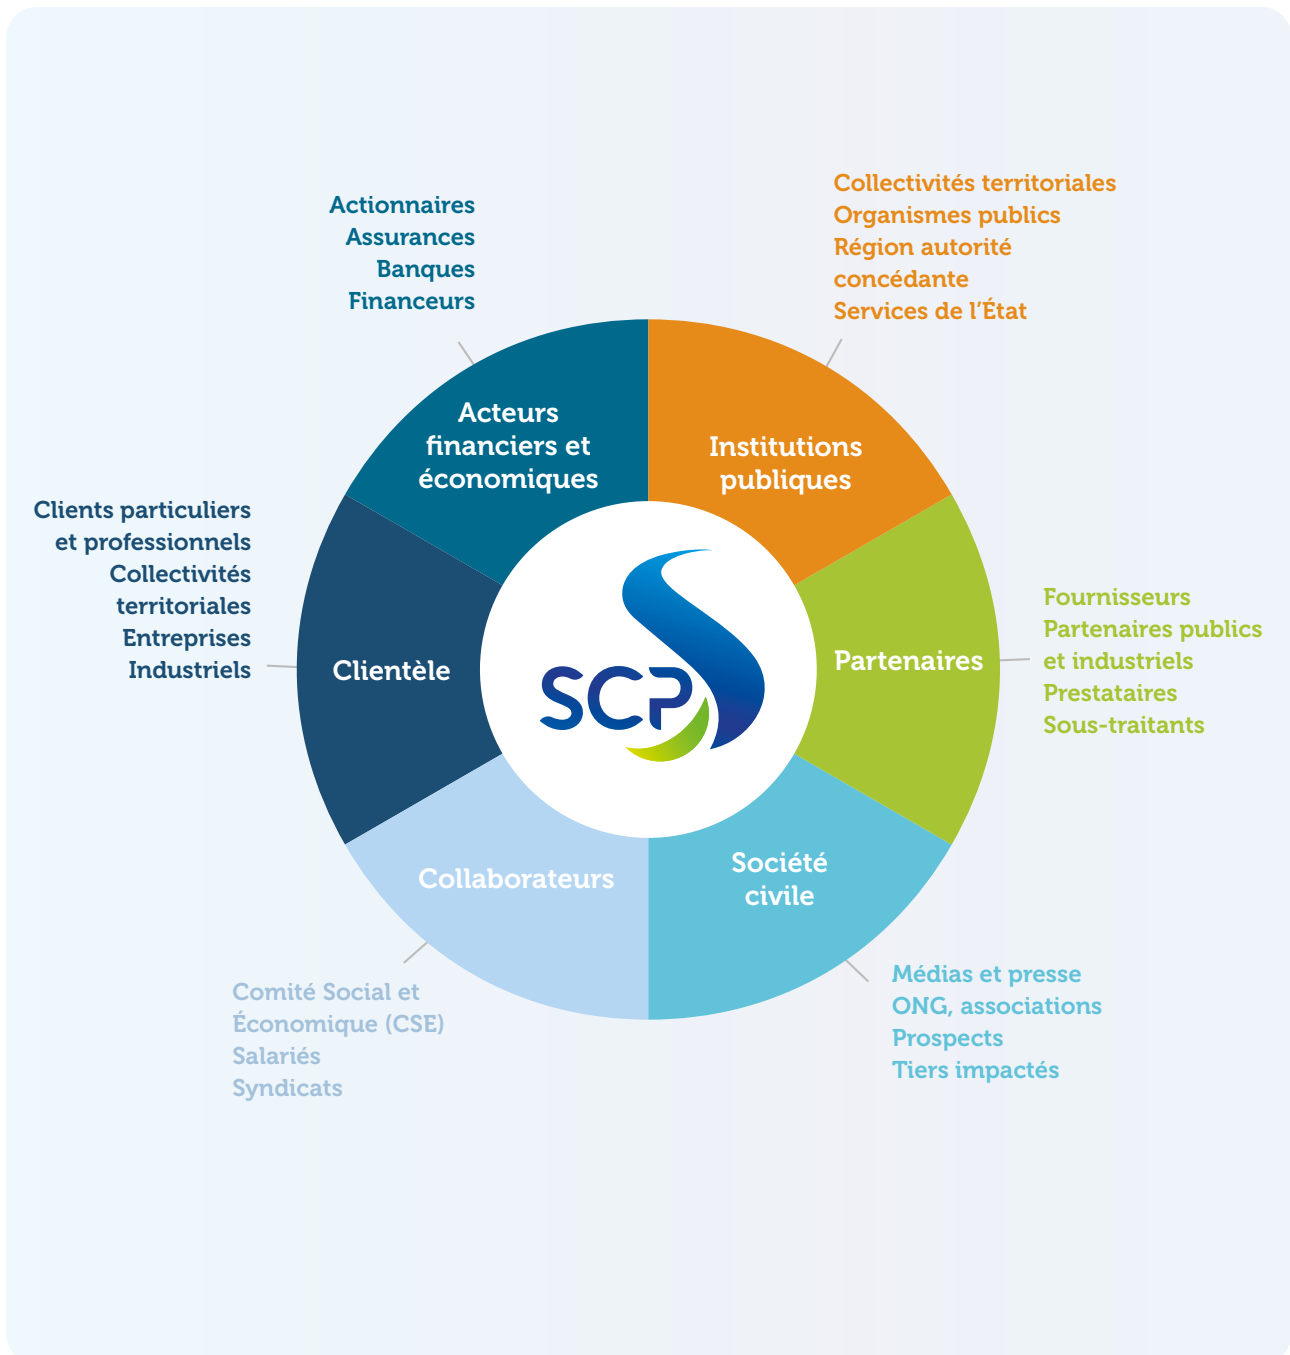 Actionnaires
Assurances
Banques
Financeurs
Collectivités territoriales
Organismes publics
Région autorité
concédante
Services de l’État
Acteurs
financiers et
économiques
Institutions
publiques
Clients particuliers
et professionnels
Collectivités
territoriales
Entreprises
Industriels
Clientèle
SCP
Partenaires
Fournisseurs
Partenaires publics
et industriels
Prestataires
Sous-traitants
Collaborateurs
Société
civile
Comité Social et
Économique (CSE)
Salariés
Syndicats
Médias et presse
ONG, associations
Prospects
Tiers impactés